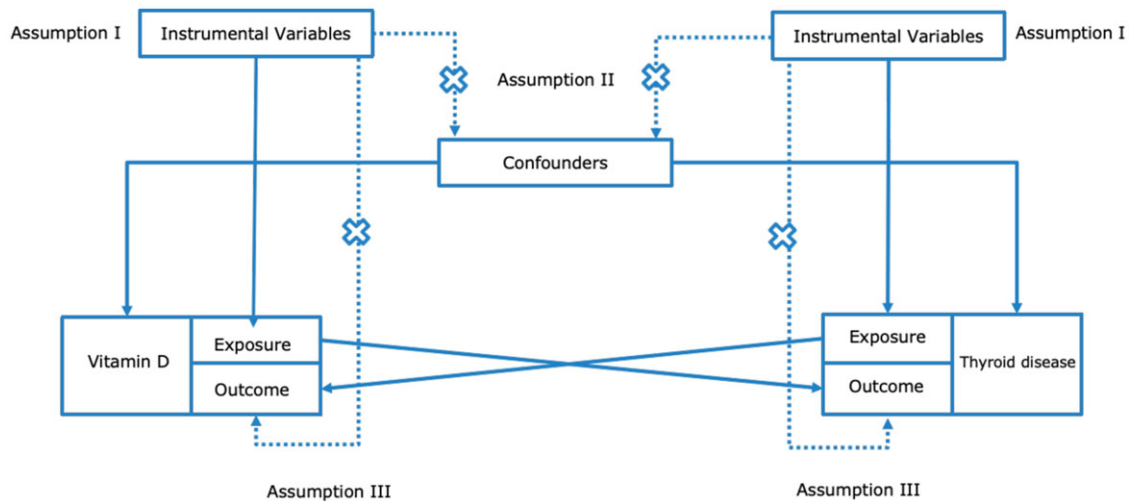 Assumption I
Instrumental Variables
Instrumental Variables
Assumption I
Assumption II
Confounders
Vitamin D
Exposure
Outcome
Exposure
Outcome
Thyroid disease
Assumption III
Assumption III